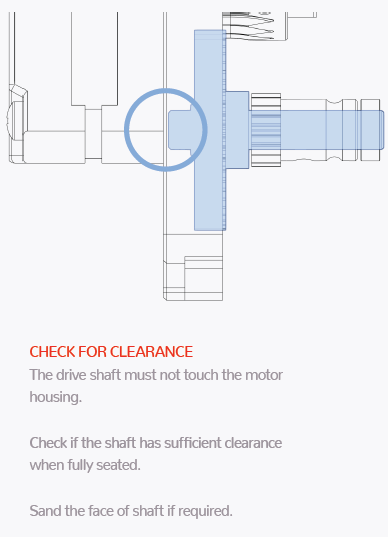 CHECK FOR CLEARANCE
The drive shaft must not touch the motor
housing.
Check if the shaft has sufficient clearance
when fully seated.
Sand the face of shaft if required.